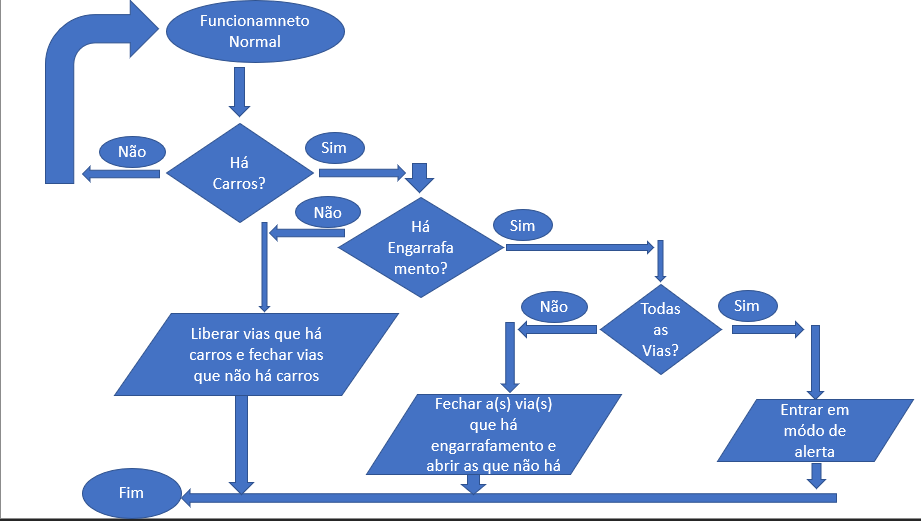 Funcionamneto
Normal
Não
Há
Carros?
Sim
Não
Há
Engarrafa
mento?
Sim
Não
Todas
as
Vias?
Sim
Liberar vias que há
carros e fechar vias
que não há carros
Fechar a(s) via(s)
que há
engarrafamento e
abrir as que não há
Entrar em
módo de
alerta
Fim